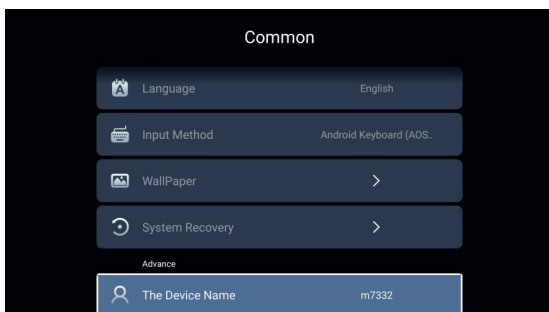 Common
Language English
Input Method Android Keyboard (AOS..
WallPaper
System Recovery
Advance
The Device Name m7332